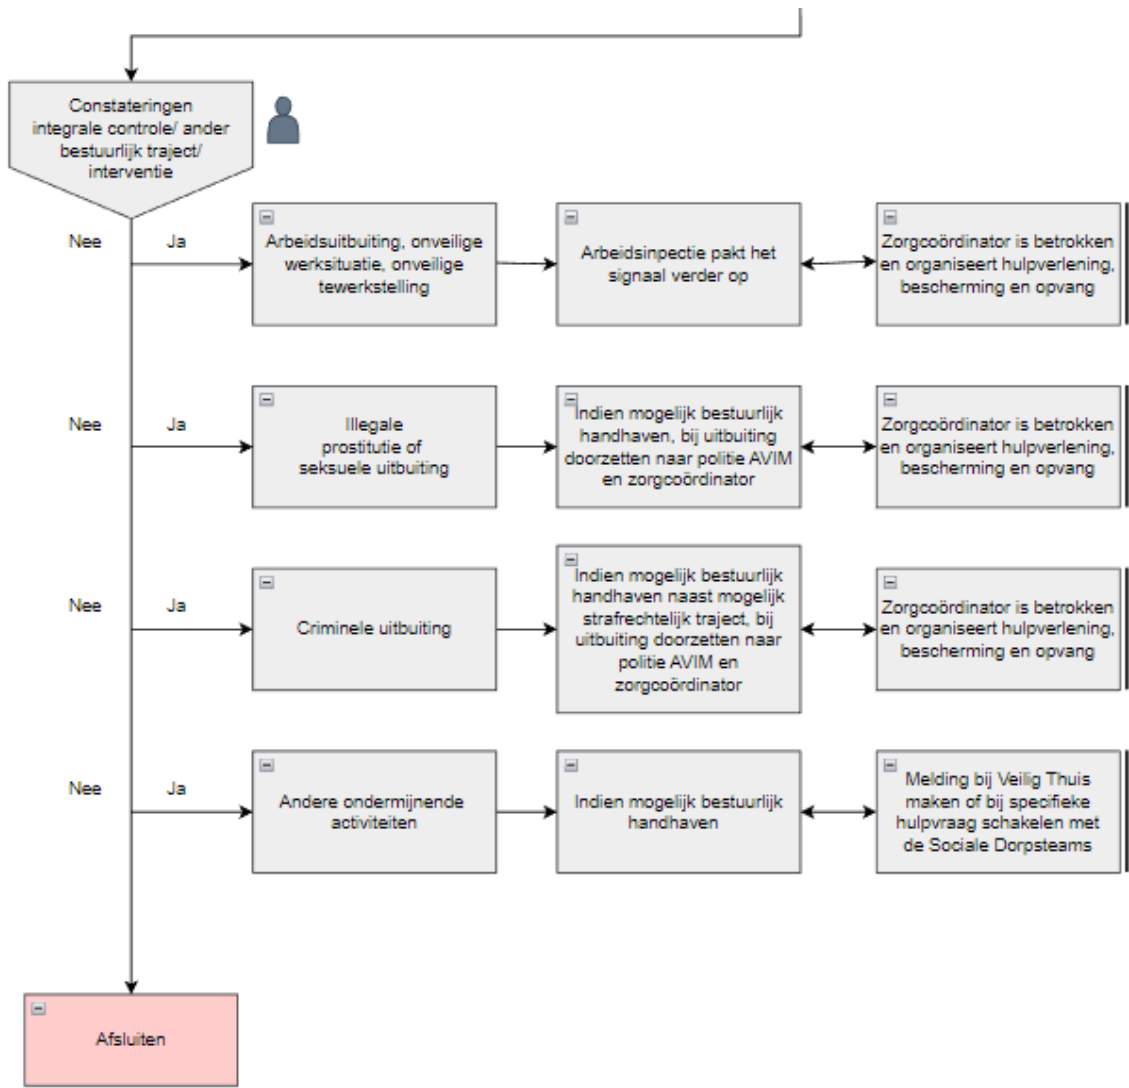 Constateringen
integrale controle/ ander
bestuurlijk traject/
interventie
Nee
Ja
Arbeidsuitbuiting, onveilige
werksituatie, onveilige
tewerkstelling
Arbeidsinpectie pakt het
signaal verder op
Zorgcoördinator is betrokken
en organiseert hulpverlening,
bescherming en opvang
Nee
Ja
Illegale
prostitutie of
seksuele uitbuiting
Indien mogelijk bestuurlijk
handhaven, bij uitbuiting
doorzetten naar politie AVIM
en zorgcoördinator
Zorgcoördinator is betrokken
en organiseert hulpverlening,
bescherming en opvang
Nee
Ja
Criminele uitbuiting
Indien mogelijk bestuurlijk
handhaven naast mogelijk
strafrechtelijk traject, bij
uitbuiting doorzetten naar
politie AVIM en
zorgcoördinator
Zorgcoördinator is betrokken
en organiseert hulpverlening,
bescherming en opvang
Nee
Ja
Andere ondermijnende
activiteiten
Indien mogelijk bestuurlijk
handhaven
Melding bij Veilig Thuis
maken of bij specifieke
hulpvraag schakelen met
de Sociale Dorpsteams
Afsluiten